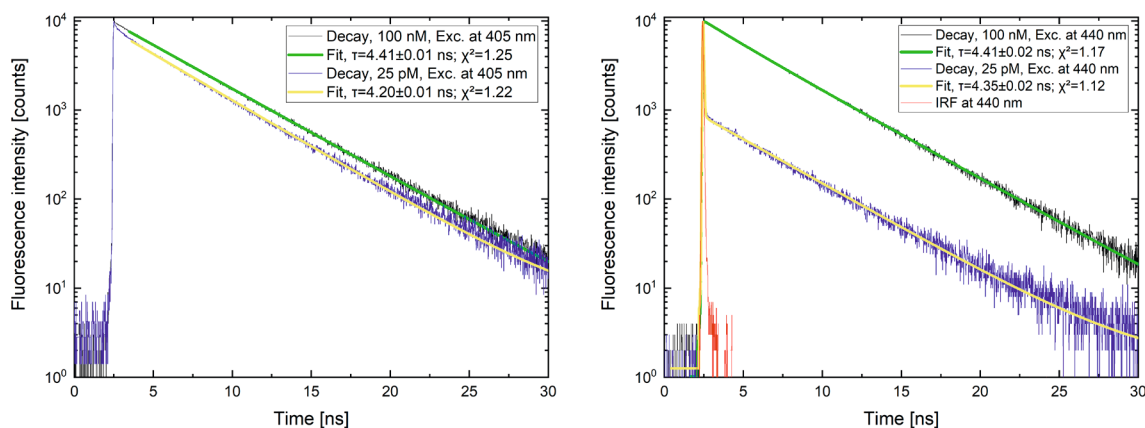 Decay, 100 nM, Exc. at 405 nm
Fit, τ=4.41±0.01 ns; χ²=1.25
Decay, 25 pM, Exc. at 405 nm
Fit, τ=4.20±0.01 ns; χ²=1.22
Fluorescence intensity [counts]
10⁴
10³
10²
10¹
10⁰
0 5 10 15 20 25 30
Time [ns]
Decay, 100 nM, Exc. at 440 nm
Fit, τ=4.41±0.02 ns; χ²=1.17
Decay, 25 pM, Exc. at 440 nm
Fit, τ=4.35±0.02 ns; χ²=1.12
IRF at 440 nm
Fluorescence intensity [counts]
10⁴
10³
10²
10¹
10⁰
0 5 10 15 20 25 30
Time [ns]